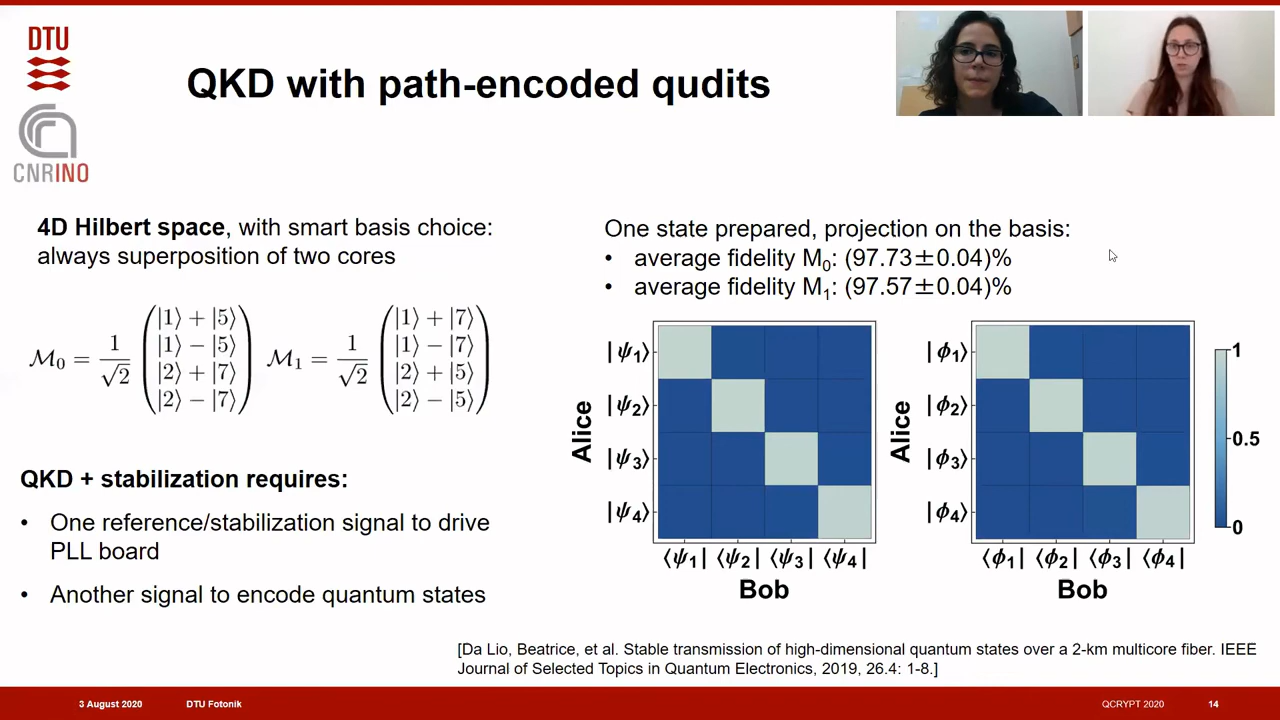 DTU
CNRINO
QKD with path-encoded qudits
4D Hilbert space, with smart basis choice:
always superposition of two cores
ℳ₀ = 1/√2 (|1⟩ + |5⟩
|1⟩ − |5⟩
|2⟩ + |7⟩
|2⟩ − |7⟩)
ℳ₁ = 1/√2 (|1⟩ + |7⟩
|1⟩ − |7⟩
|2⟩ + |5⟩
|2⟩ − |5⟩)
QKD + stabilization requires:
• One reference/stabilization signal to drive
PLL board
• Another signal to encode quantum states
One state prepared, projection on the basis:
• average fidelity M₀: (97.73±0.04)%
• average fidelity M₁: (97.57±0.04)%
Alice
|ψ₁⟩
|ψ₂⟩
|ψ₃⟩
|ψ₄⟩
⟨ψ₁| ⟨ψ₂| ⟨ψ₃| ⟨ψ₄|
Bob
Alice
|ϕ₁⟩
|ϕ₂⟩
|ϕ₃⟩
|ϕ₄⟩
⟨ϕ₁| ⟨ϕ₂| ⟨ϕ₃| ⟨ϕ₄|
Bob
1
0.5
0
[Da Lio, Beatrice, et al. Stable transmission of high-dimensional quantum states over a 2-km multicore fiber. IEEE
Journal of Selected Topics in Quantum Electronics, 2019, 26.4: 1-8.]
3 August 2020 DTU Fotonik QCRYPT 2020 14